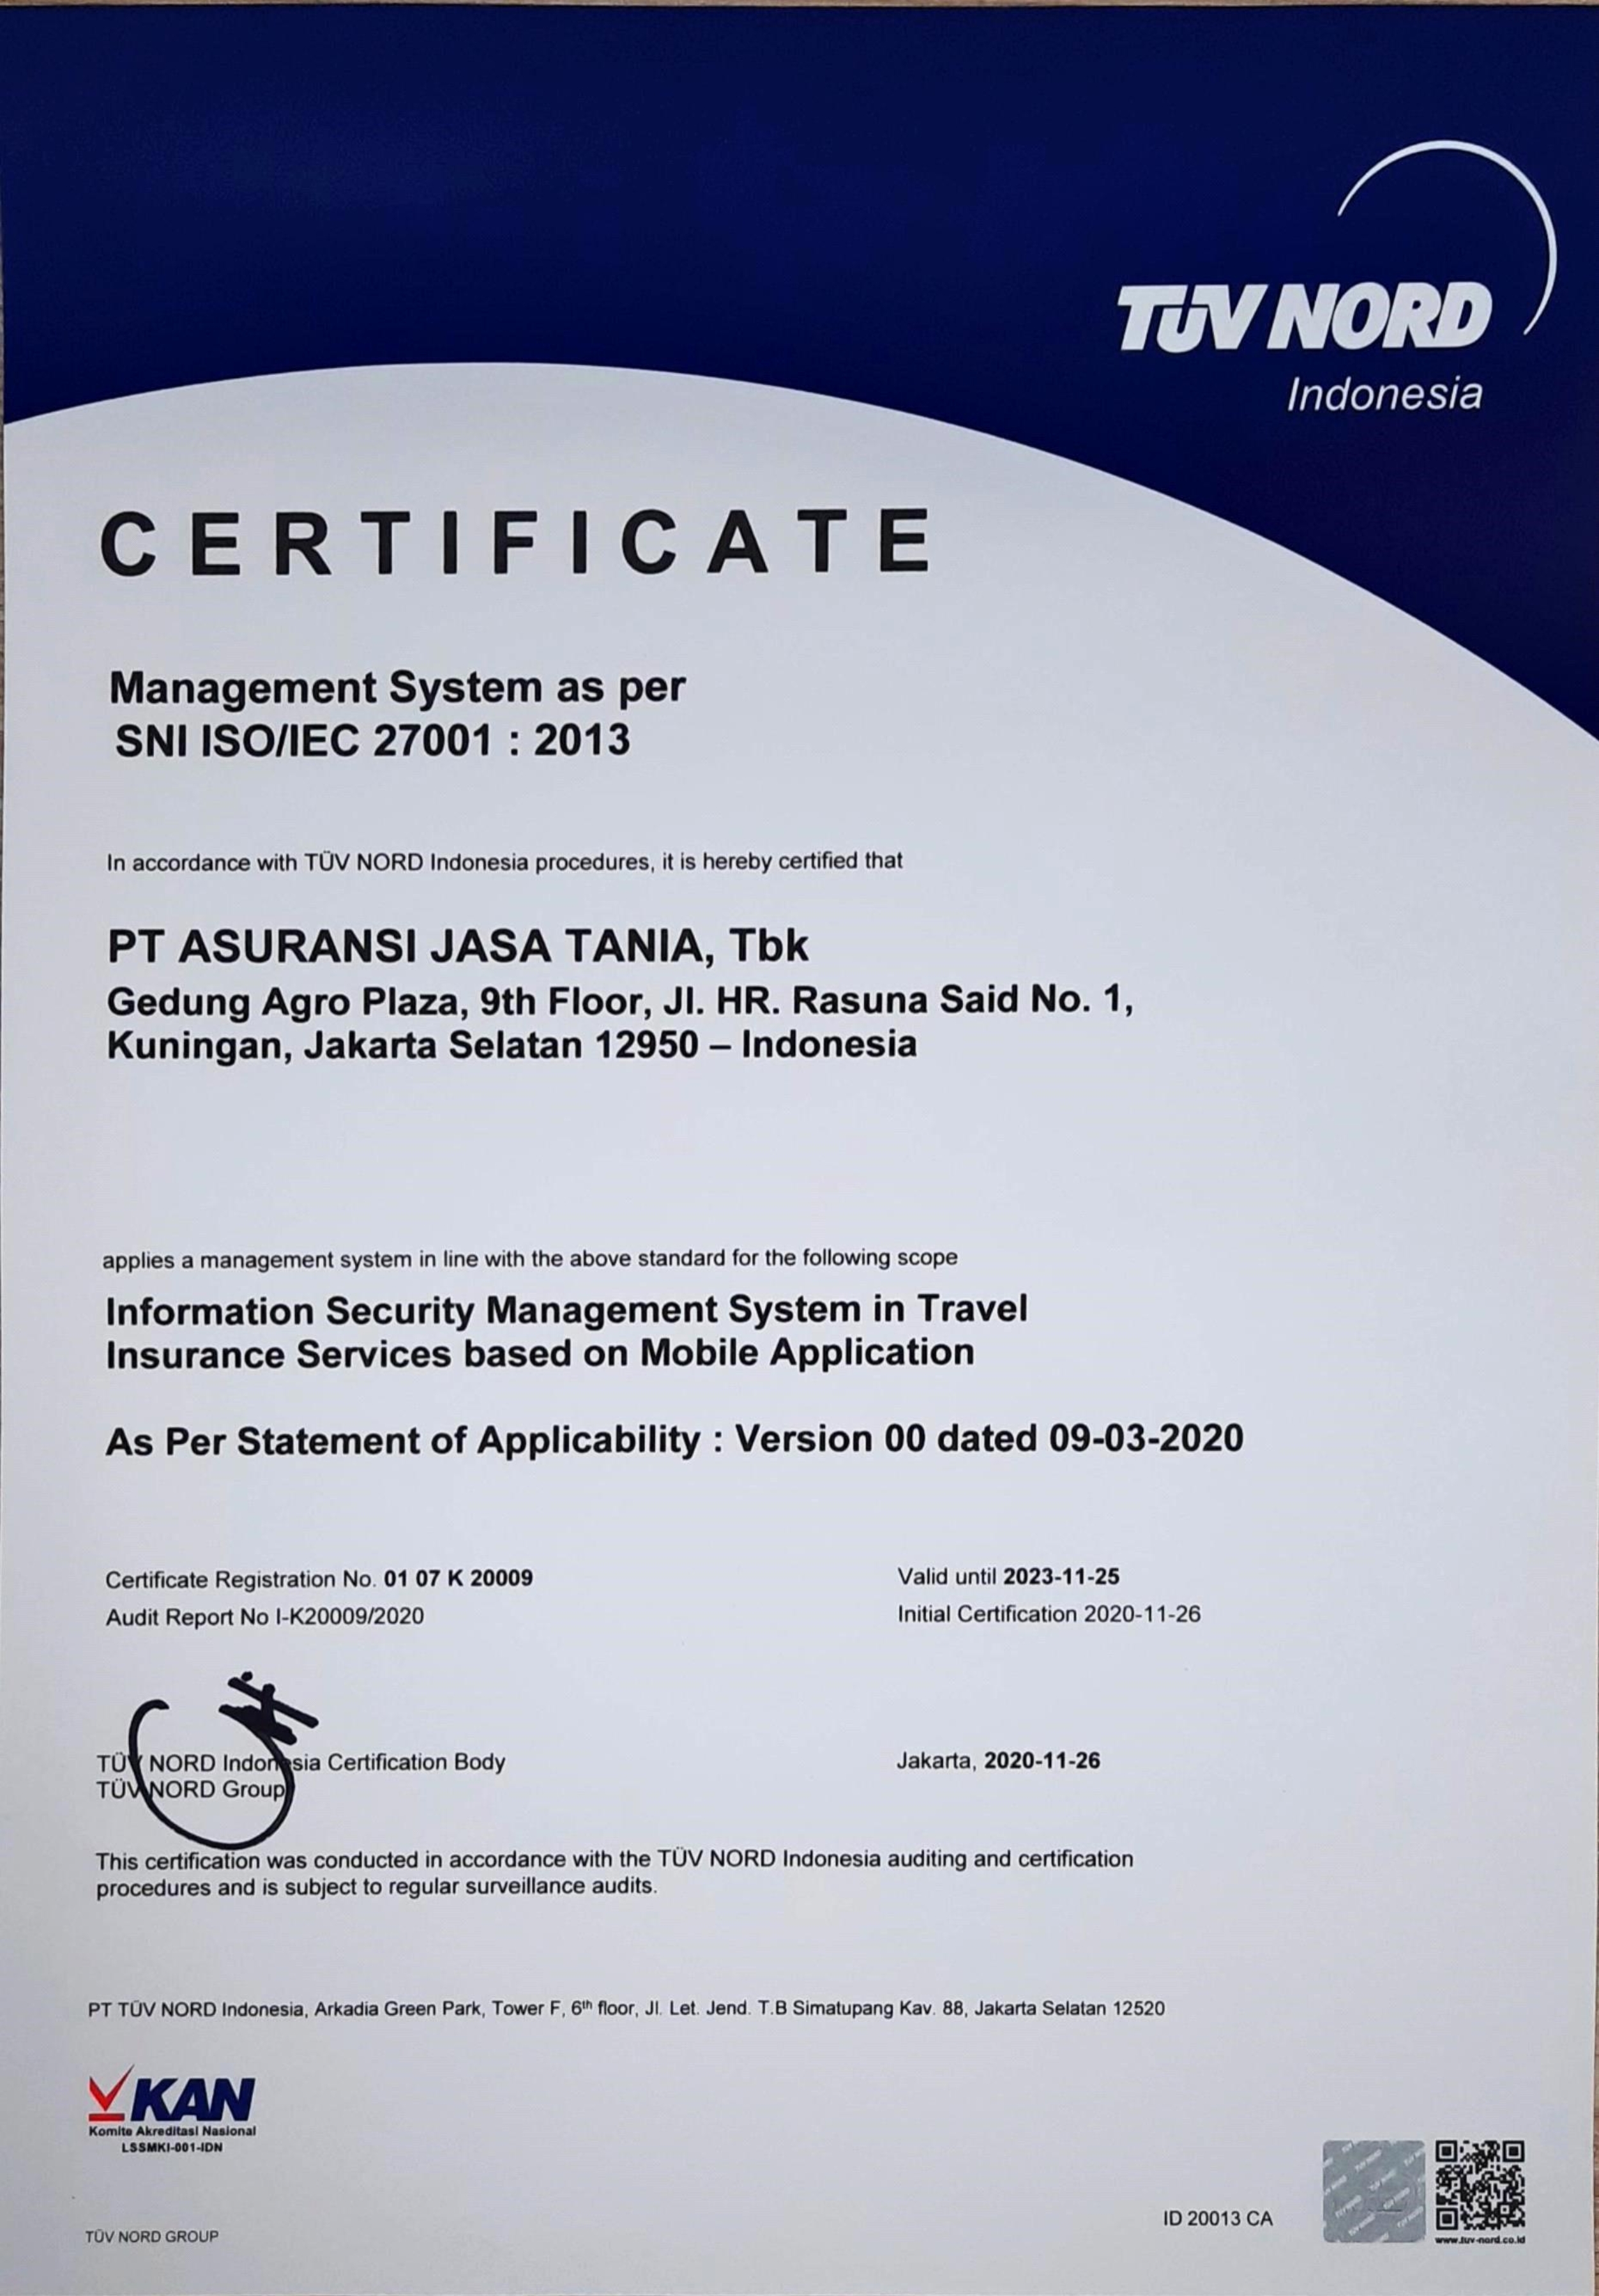 TÜV NORD
Indonesia
CERTIFICATE
Management System as per
SNI ISO/IEC 27001 : 2013
In accordance with TÜV NORD Indonesia procedures, it is hereby certified that
PT ASURANSI JASA TANIA, Tbk
Gedung Agro Plaza, 9th Floor, Jl. HR. Rasuna Said No. 1,
Kuningan, Jakarta Selatan 12950 – Indonesia
applies a management system in line with the above standard for the following scope
Information Security Management System in Travel
Insurance Services based on Mobile Application
As Per Statement of Applicability : Version 00 dated 09-03-2020
Certificate Registration No. 01 07 K 20009
Audit Report No I-K20009/2020
Valid until 2023-11-25
Initial Certification 2020-11-26
TÜV NORD Indonesia Certification Body
TÜV NORD Group
Jakarta, 2020-11-26
This certification was conducted in accordance with the TÜV NORD Indonesia auditing and certification
procedures and is subject to regular surveillance audits.
PT TÜV NORD Indonesia, Arkadia Green Park, Tower F, 6th floor, Jl. Let. Jend. T.B Simatupang Kav. 88, Jakarta Selatan 12520
KAN
Komite Akreditasi Nasional
LSSMKI-001-IDN
TÜV NORD GROUP
ID 20013 CA
www.tuv-nord.co.id